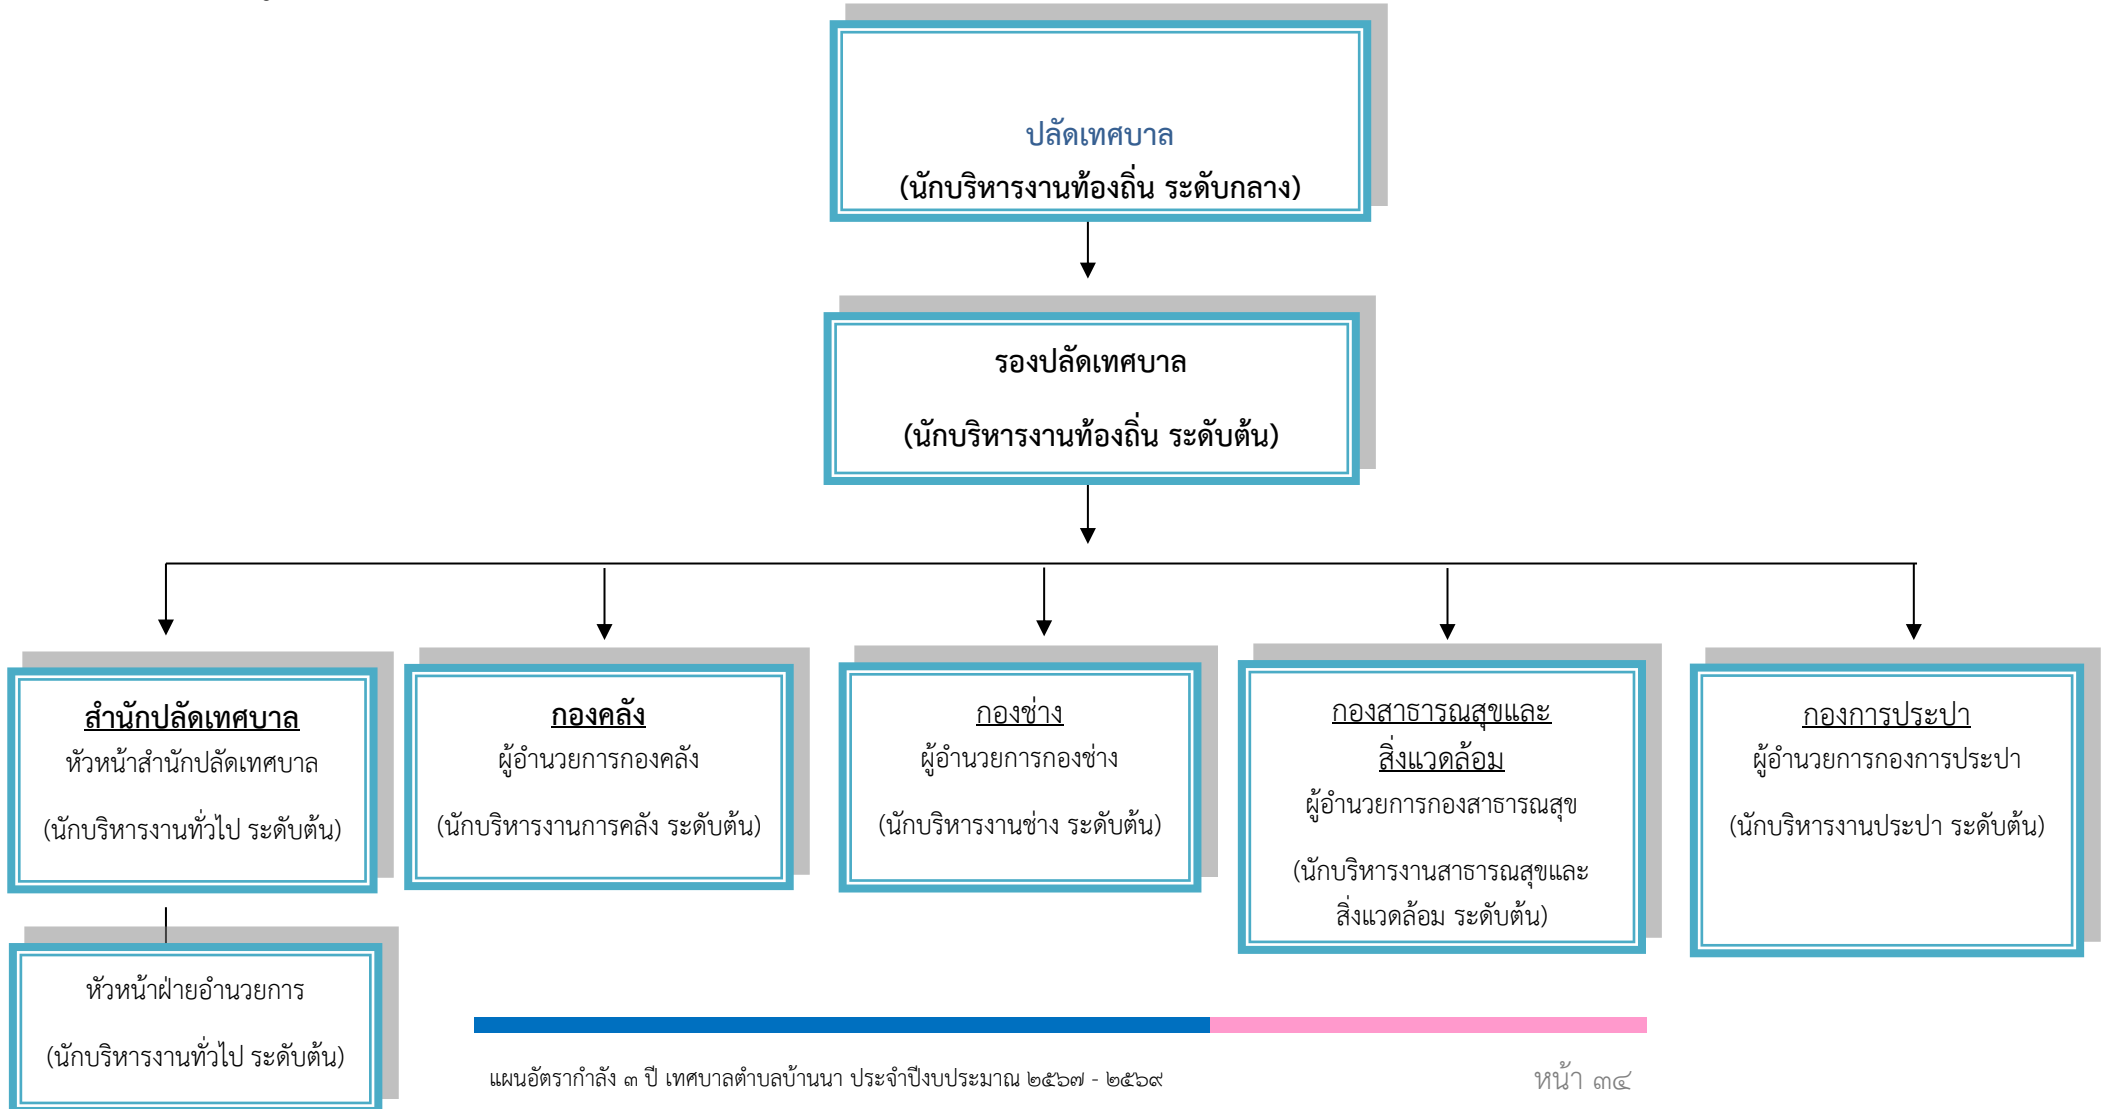 ปลัดเทศบาล
(นักบริหารงานท้องถิ่น ระดับกลาง)
รองปลัดเทศบาล
(นักบริหารงานท้องถิ่น ระดับต้น)
สำนักปลัดเทศบาล
หัวหน้าสำนักปลัดเทศบาล
(นักบริหารงานทั่วไป ระดับต้น)
กองคลัง
ผู้อำนวยการกองคลัง
(นักบริหารงานการคลัง ระดับต้น)
กองช่าง
ผู้อำนวยการกองช่าง
(นักบริหารงานช่าง ระดับต้น)
กองสาธารณสุขและ
สิ่งแวดล้อม
ผู้อำนวยการกองสาธารณสุข
(นักบริหารงานสาธารณสุขและ
สิ่งแวดล้อม ระดับต้น)
กองการประปา
ผู้อำนวยการกองการประปา
(นักบริหารงานประปา ระดับต้น)
หัวหน้าฝ่ายอำนวยการ
(นักบริหารงานทั่วไป ระดับต้น)
แผนอัตรากำลัง ๓ ปี เทศบาลตำบลบ้านนา ประจำปีงบประมาณ ๒๕๖๗ - ๒๕๖๙
หน้า ๓๔